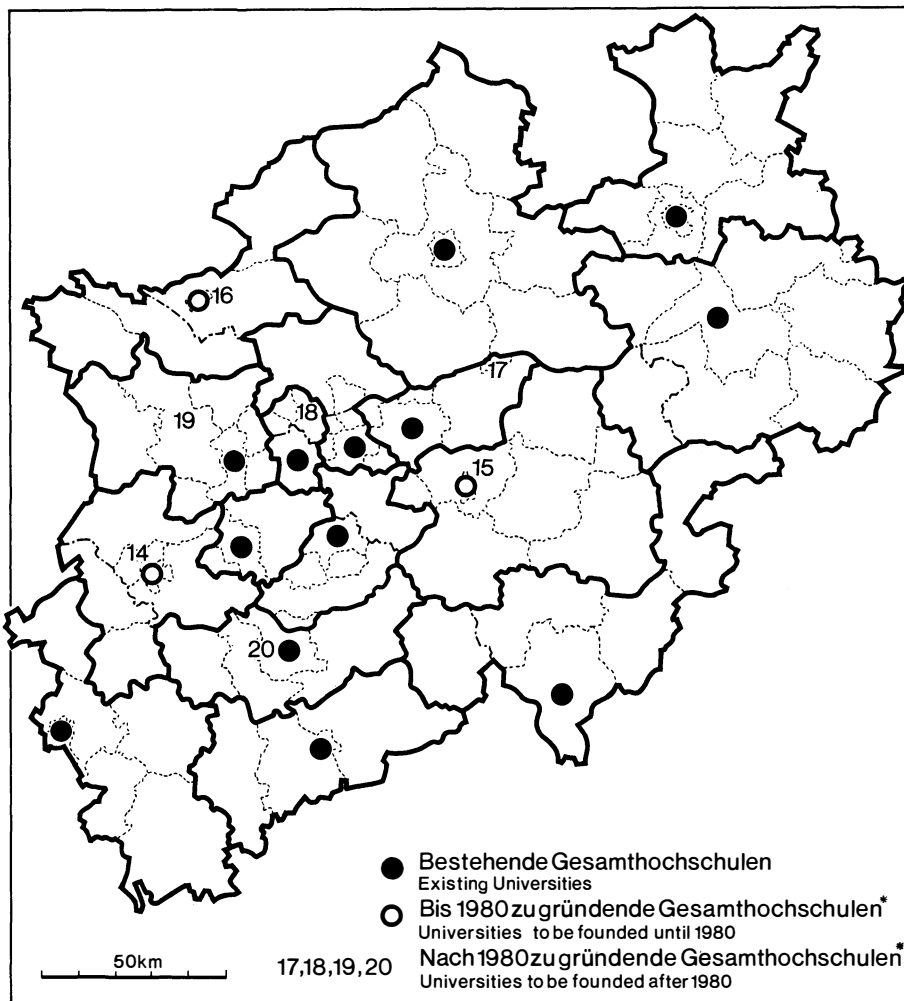 16
17
18
19
15
14
20
● Bestehende Gesamthochschulen
Existing Universities
○ Bis 1980 zu gründende Gesamthochschulen*
Universities to be founded until 1980
17,18,19,20 Nach 1980 zu gründende Gesamthochschulen*
Universities to be founded after 1980
50km